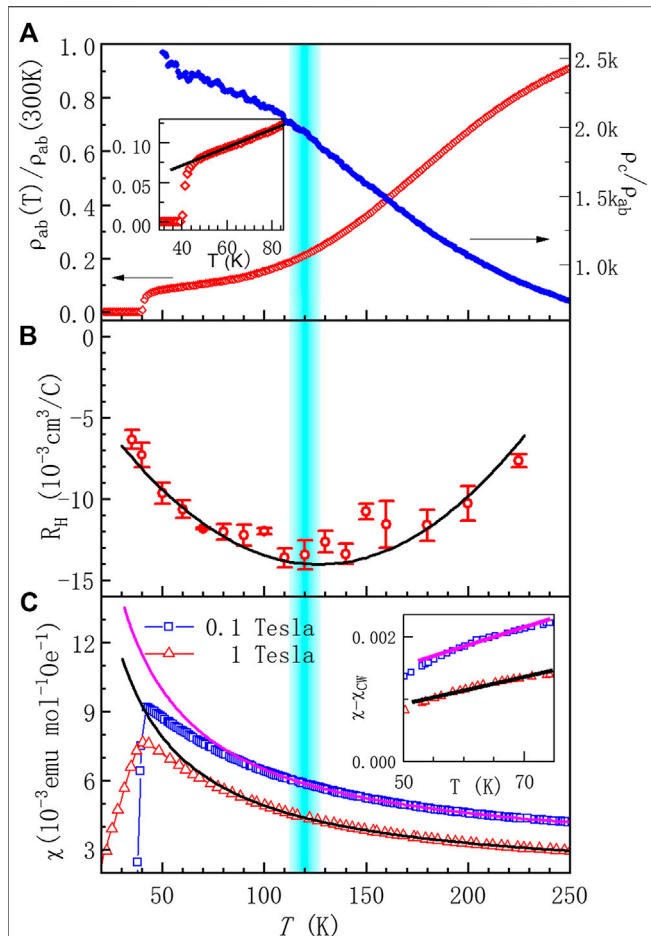 A
1.0
0.8
0.6
0.4
0.2
0.0
ρab(T)/ρab(300K)
2.5k
2.0k
1.5k
1.0k
ρc/ρab
0.10
0.05
0.00
40 60 80
T (K)
B
0
-5
-10
-15
RH (10⁻³cm³/C)
C
12
9
6
3
χ(10⁻³emu mol⁻¹Oe⁻¹)
0.1 Tesla
1 Tesla
0.002
0.000
χ-χCW
50 70
T (K)
50 100 150 200 250
T (K)